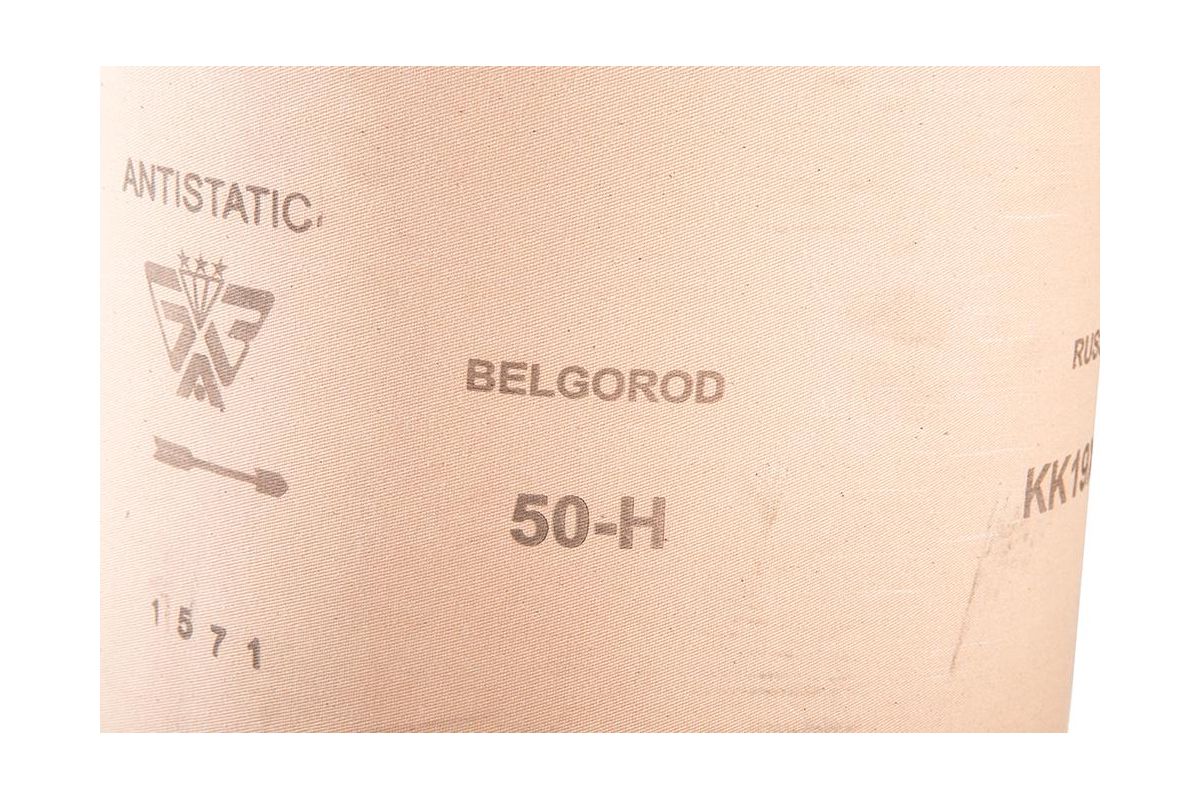 ANTISTATIC
BELGOROD
50-H
1571